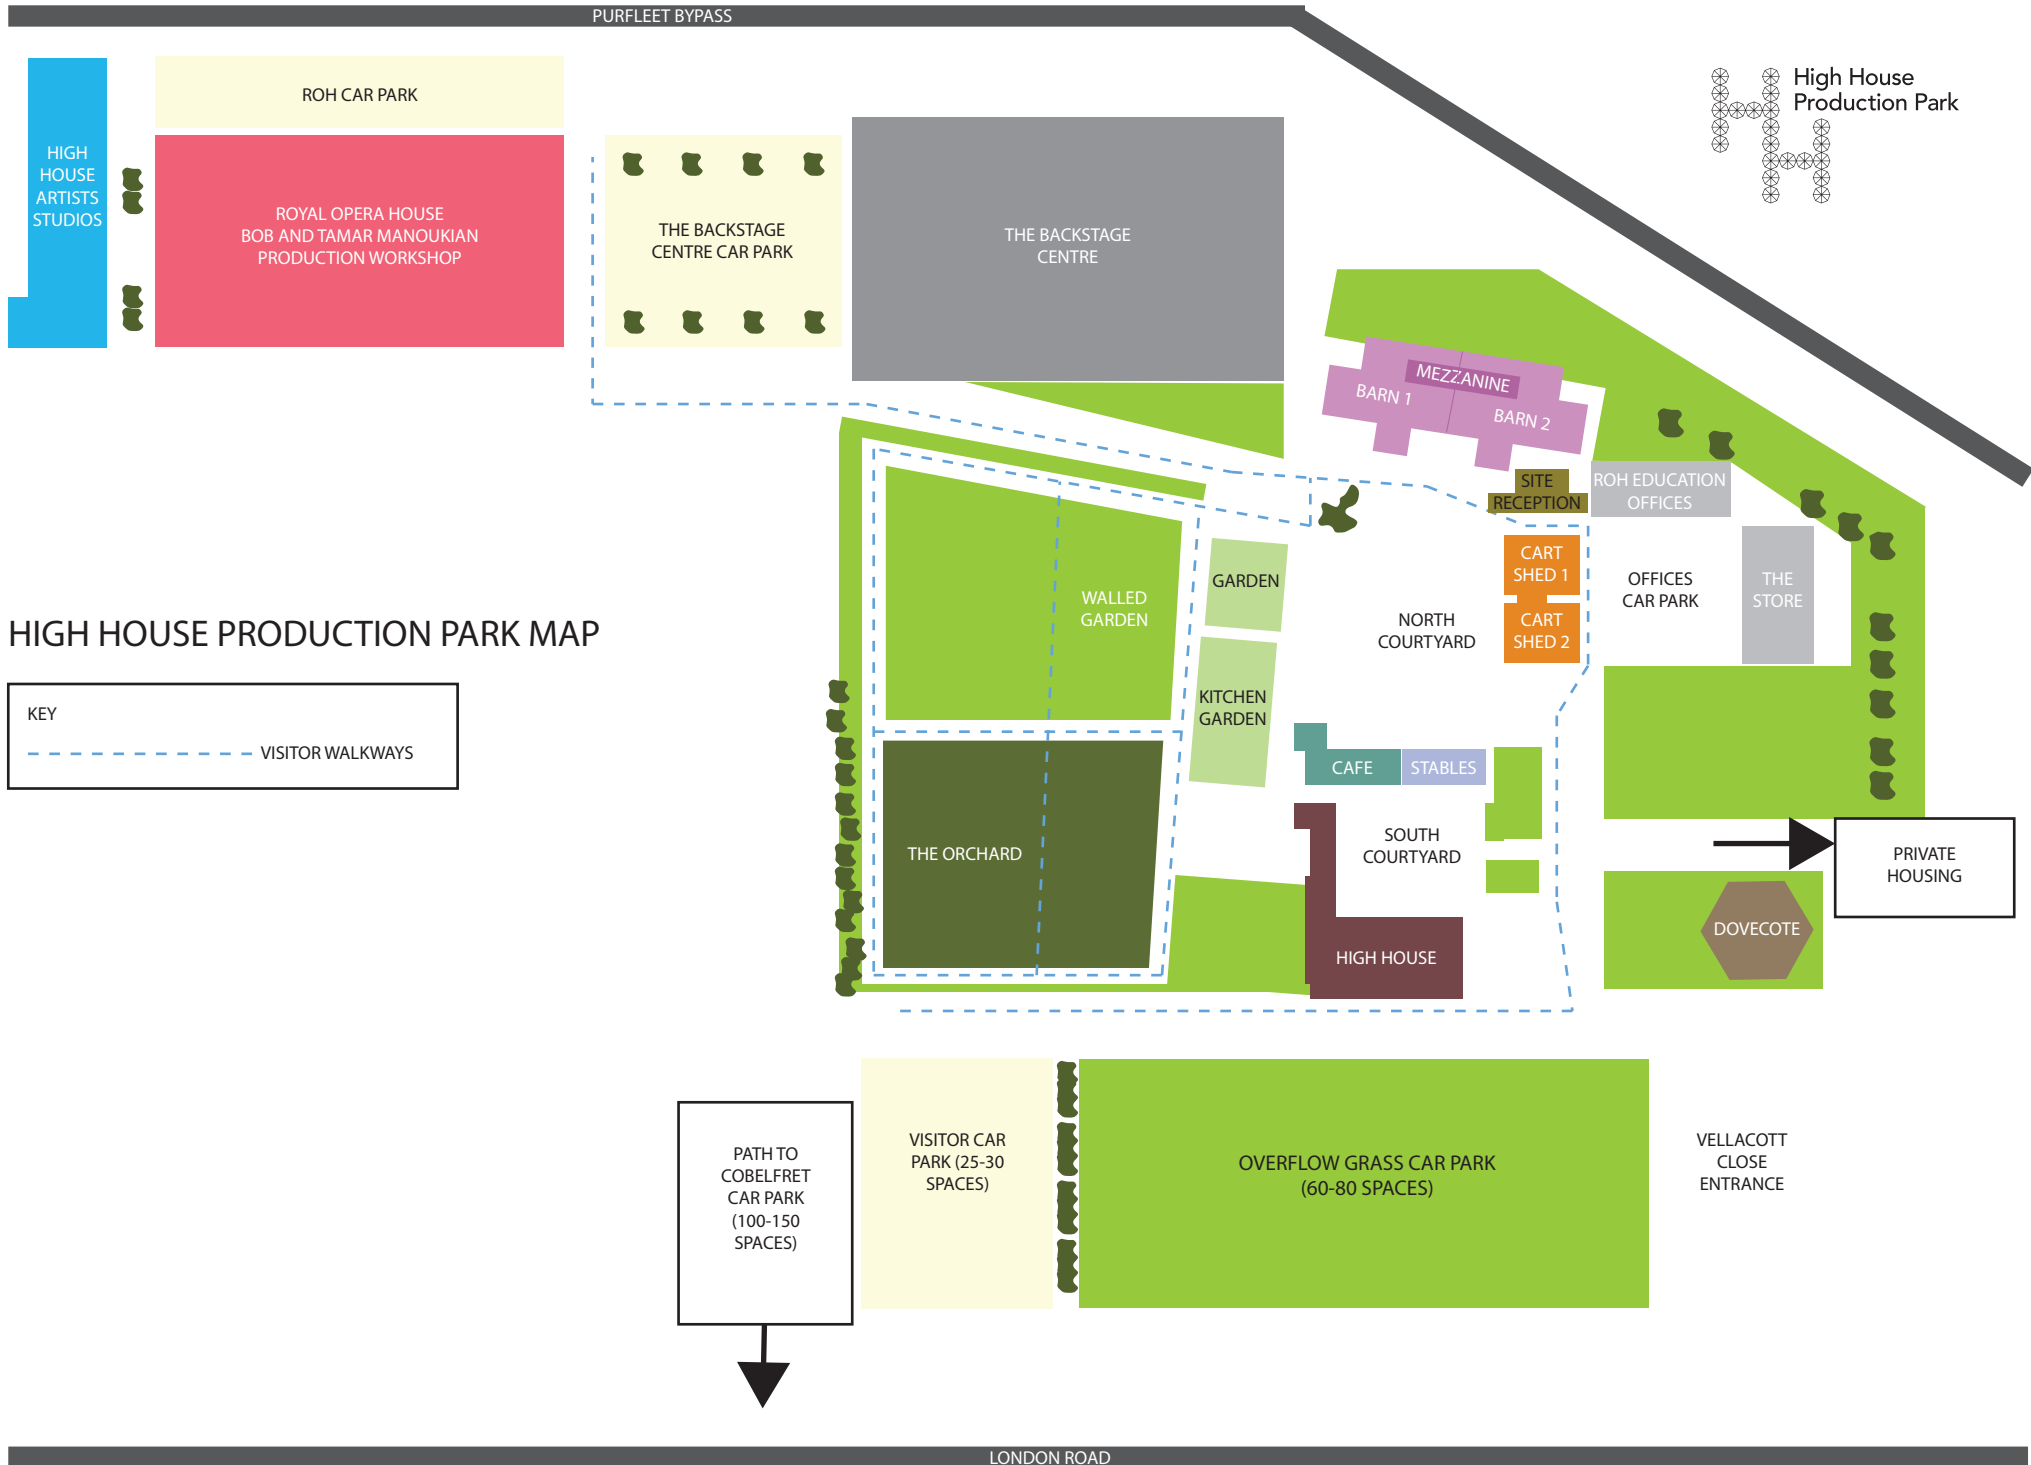 PURFLEET BYPASS
High House
Production Park
ROH CAR PARK
HIGH
HOUSE
ARTISTS
STUDIOS
ROYAL OPERA HOUSE
BOB AND TAMAR MANOUKIAN
PRODUCTION WORKSHOP
THE BACKSTAGE
CENTRE CAR PARK
THE BACKSTAGE
CENTRE
MEZZANINE
BARN 1
BARN 2
SITE
RECEPTION
ROH EDUCATION
OFFICES
CART
SHED 1
CART
SHED 2
OFFICES
CAR PARK
THE
STORE
WALLED
GARDEN
GARDEN
NORTH
COURTYARD
KITCHEN
GARDEN
HIGH HOUSE PRODUCTION PARK MAP
KEY
VISITOR WALKWAYS
CAFE
STABLES
THE ORCHARD
SOUTH
COURTYARD
PRIVATE
HOUSING
DOVECOTE
HIGH HOUSE
PATH TO
COBELFRET
CAR PARK
(100-150
SPACES)
VISITOR CAR
PARK (25-30
SPACES)
OVERFLOW GRASS CAR PARK
(60-80 SPACES)
VELLACOTT
CLOSE
ENTRANCE
LONDON ROAD